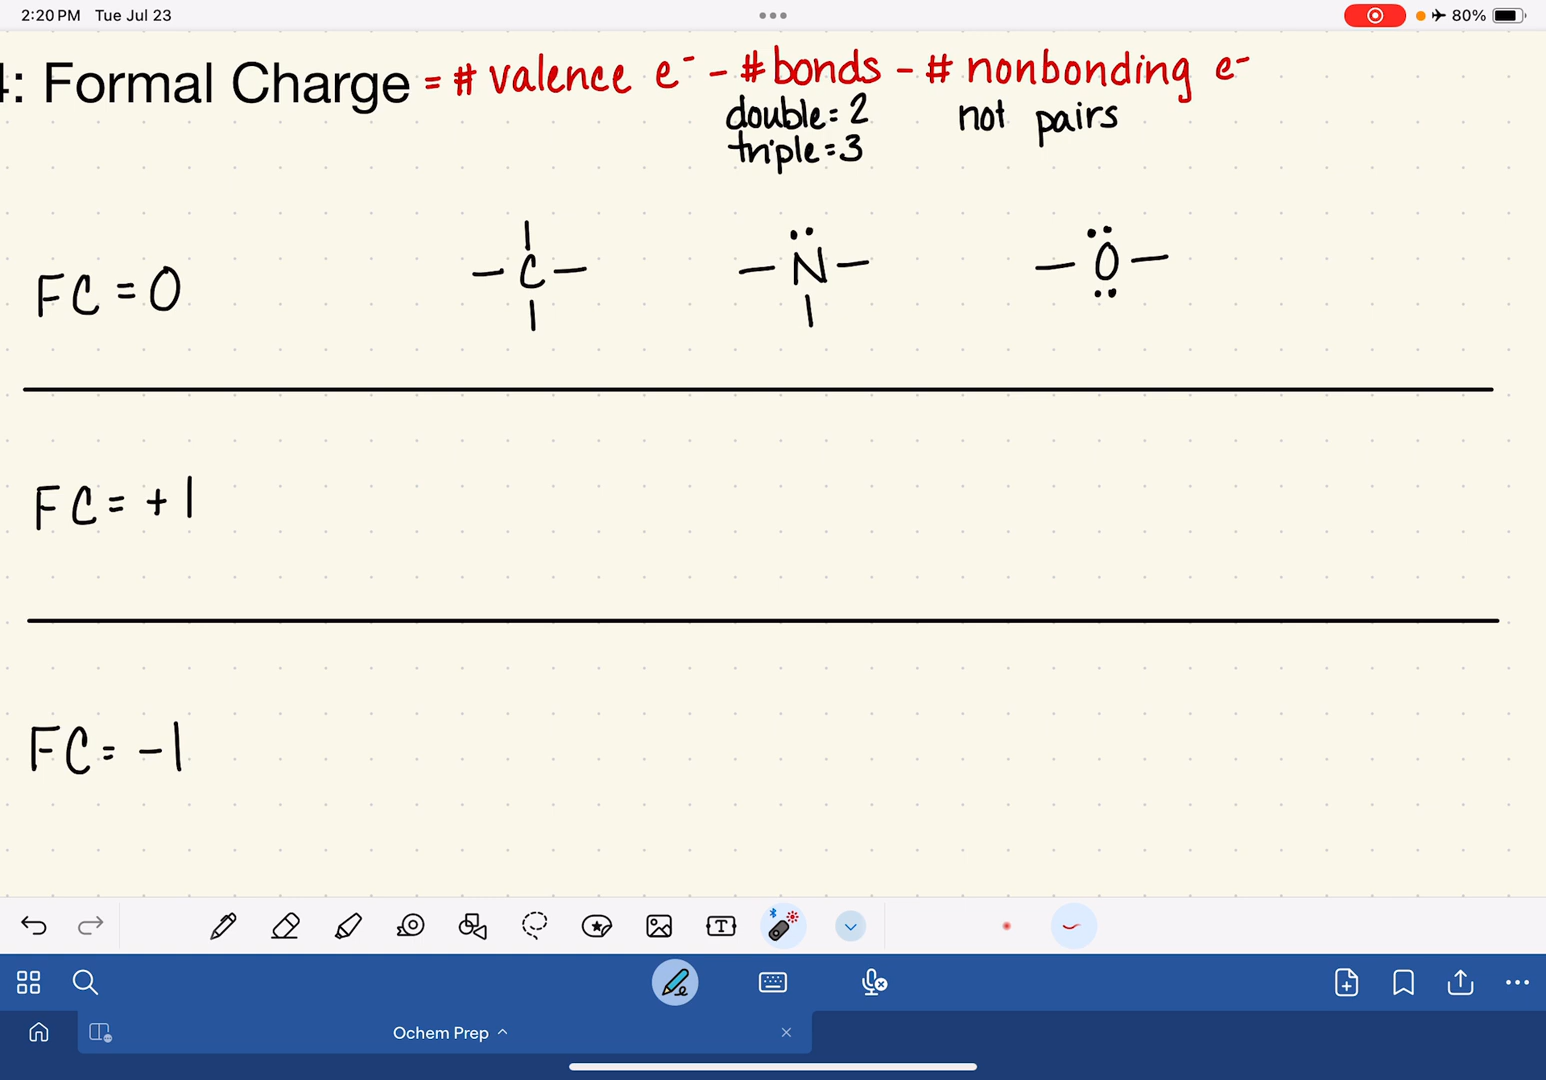 2:20 PM Tue Jul 23
80%
4: Formal Charge = # valence e⁻ - # bonds - # nonbonding e⁻
double = 2 not pairs
triple = 3
FC = 0
C N O
FC = +1
FC = -1
T
Ochem Prep